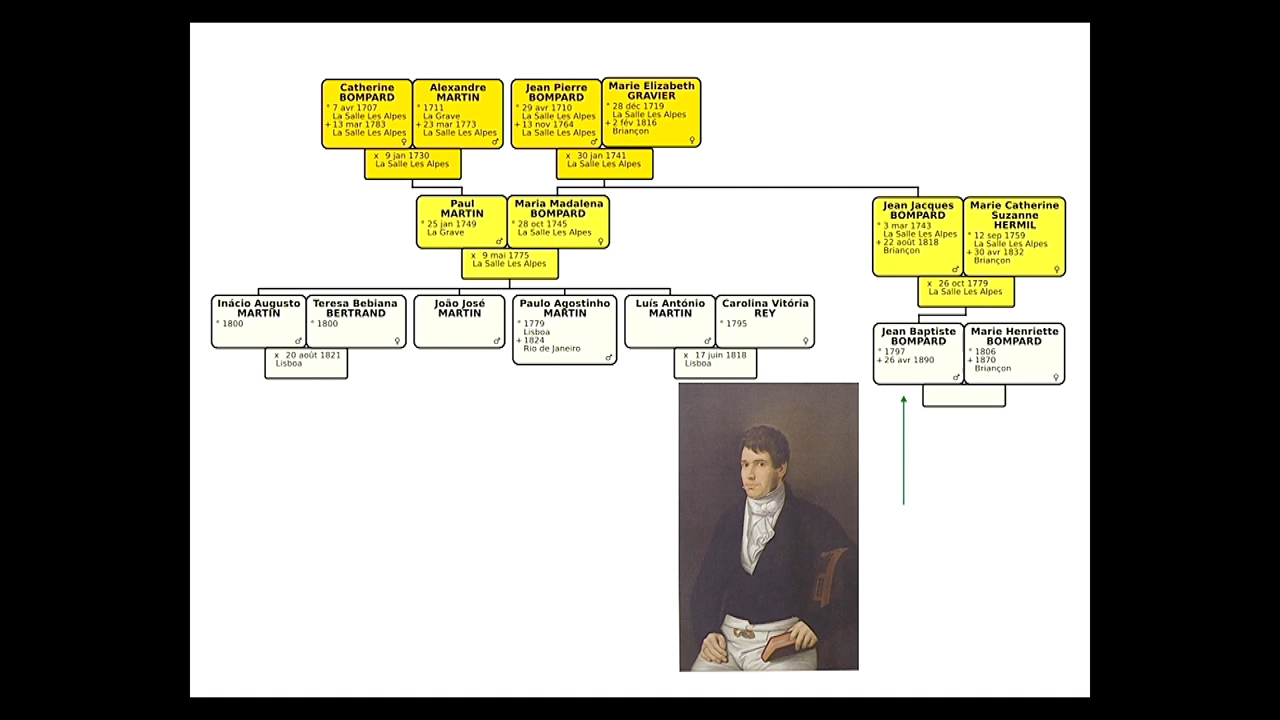 Catherine
BOMPARD
° 7 avr 1707
La Salle Les Alpes
+ 13 mar 1783
La Salle Les Alpes
♀
Alexandre
MARTIN
° 1711
La Grave
+ 23 mar 1773
La Salle Les Alpes
♂
x 9 jan 1730
La Salle Les Alpes
Jean Pierre
BOMPARD
° 29 avr 1710
La Salle Les Alpes
+ 13 nov 1764
La Salle Les Alpes
♂
Marie Elizabeth
GRAVIER
° 28 déc 1719
La Salle Les Alpes
+ 2 fév 1816
Briançon
♀
x 30 jan 1741
La Salle Les Alpes
Paul
MARTIN
° 25 jan 1749
La Grave
♂
Maria Madalena
BOMPARD
° 28 oct 1745
La Salle Les Alpes
♀
x 9 mai 1775
La Salle Les Alpes
Jean Jacques
BOMPARD
° 3 mar 1743
La Salle Les Alpes
+ 22 août 1818
Briançon
♂
Marie Catherine
Suzanne
HERMIL
° 12 sep 1759
La Salle Les Alpes
+ 30 avr 1832
Briançon
♀
x 26 oct 1779
La Salle Les Alpes
Inácio Augusto
MARTIN
° 1800
♂
Teresa Bebiana
BERTRAND
° 1800
♀
x 20 août 1821
Lisboa
João José
MARTIN
♂
Paulo Agostinho
MARTIN
° 1779
Lisboa
+ 1824
Rio de Janeiro
♂
Luís António
MARTIN
♂
Carolina Vitória
REY
° 1795
♀
x 17 juin 1818
Lisboa
Jean Baptiste
BOMPARD
° 1797
+ 26 avr 1890
♂
Marie Henriette
BOMPARD
° 1806
+ 1870
Briançon
♀